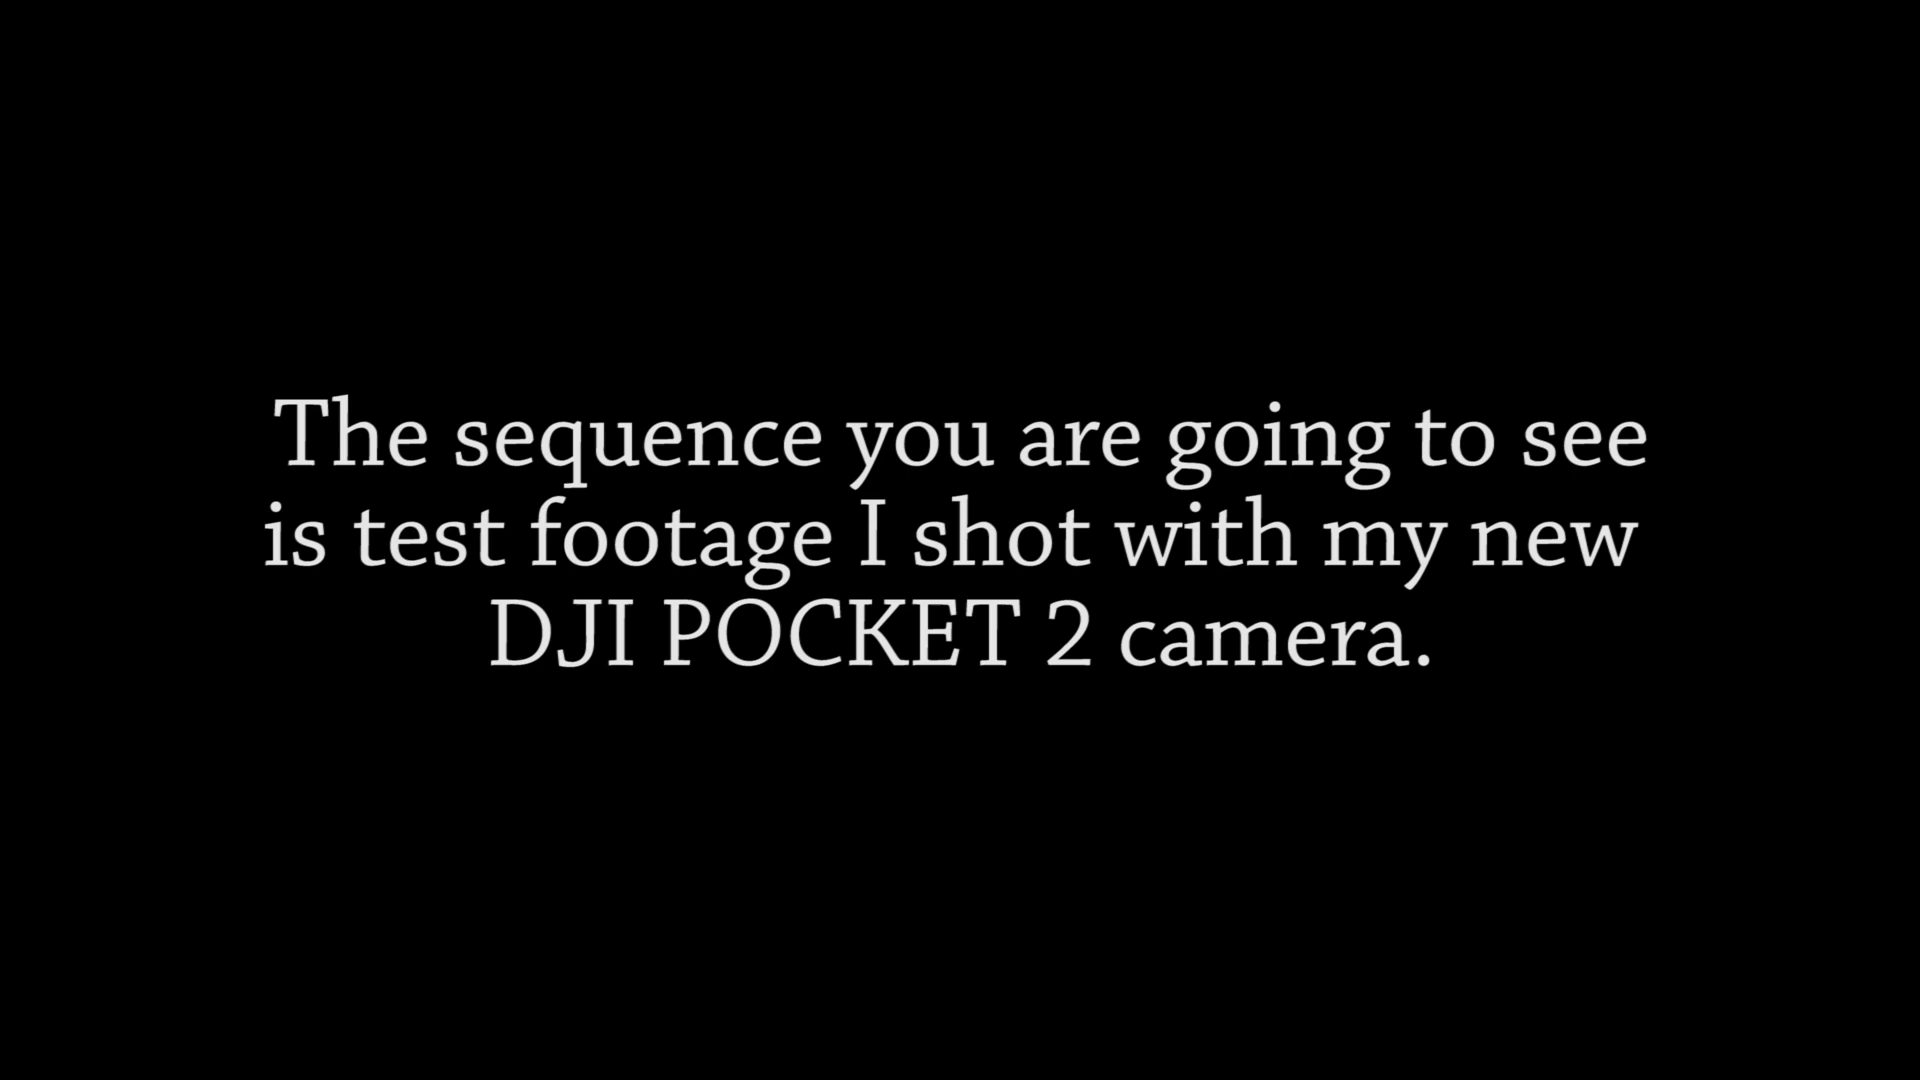 The sequence you are going to see
is test footage I shot with my new
DJI POCKET 2 camera.